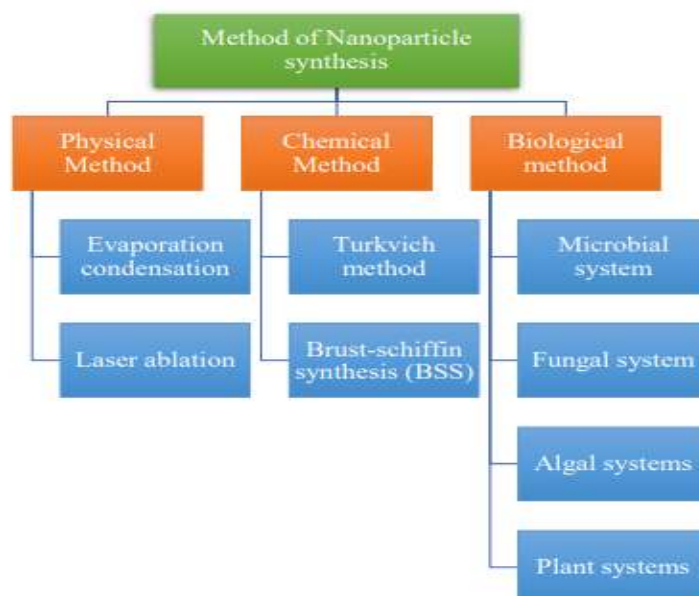 Method of Nanoparticle
synthesis
Physical
Method
Evaporation
condensation
Laser ablation
Chemical
Method
Turkvich
method
Brust-schiffin
synthesis (BSS)
Biological
method
Microbial
system
Fungal system
Algal systems
Plant systems